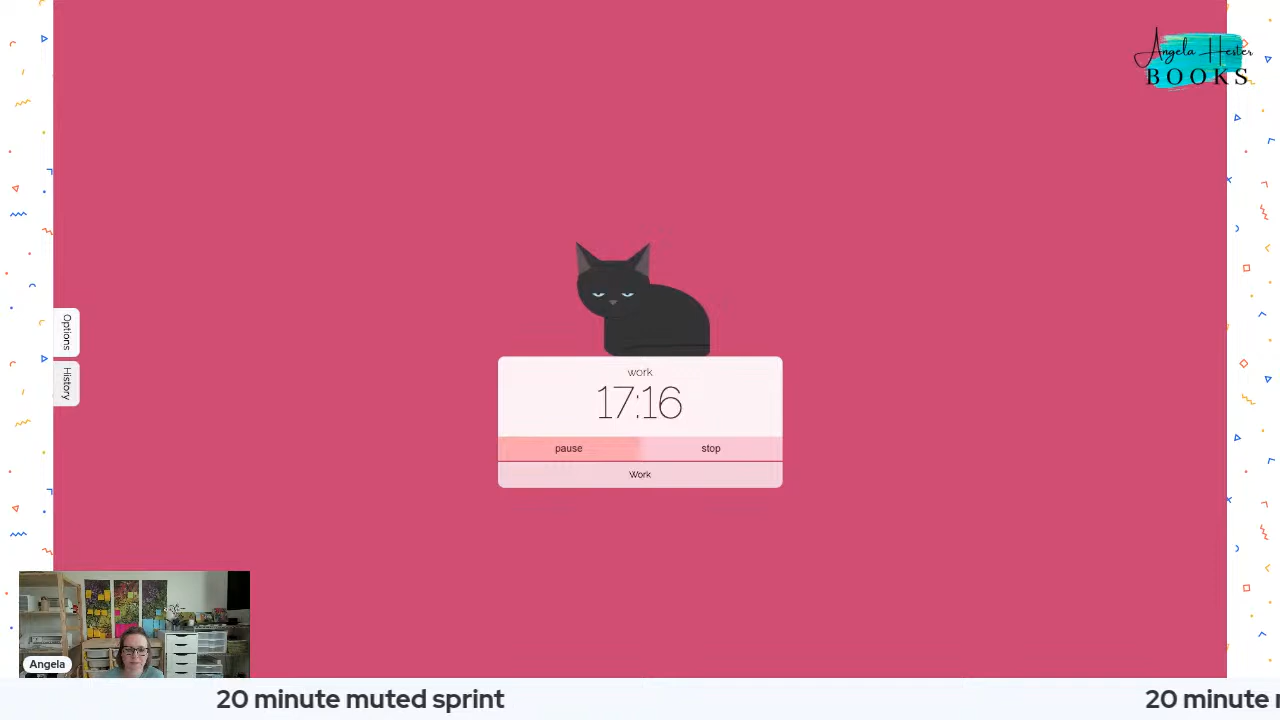 Angela Hester
BOOKS
Options
History
work
17:16
pause
stop
Work
Angela
20 minute muted sprint
20 minute